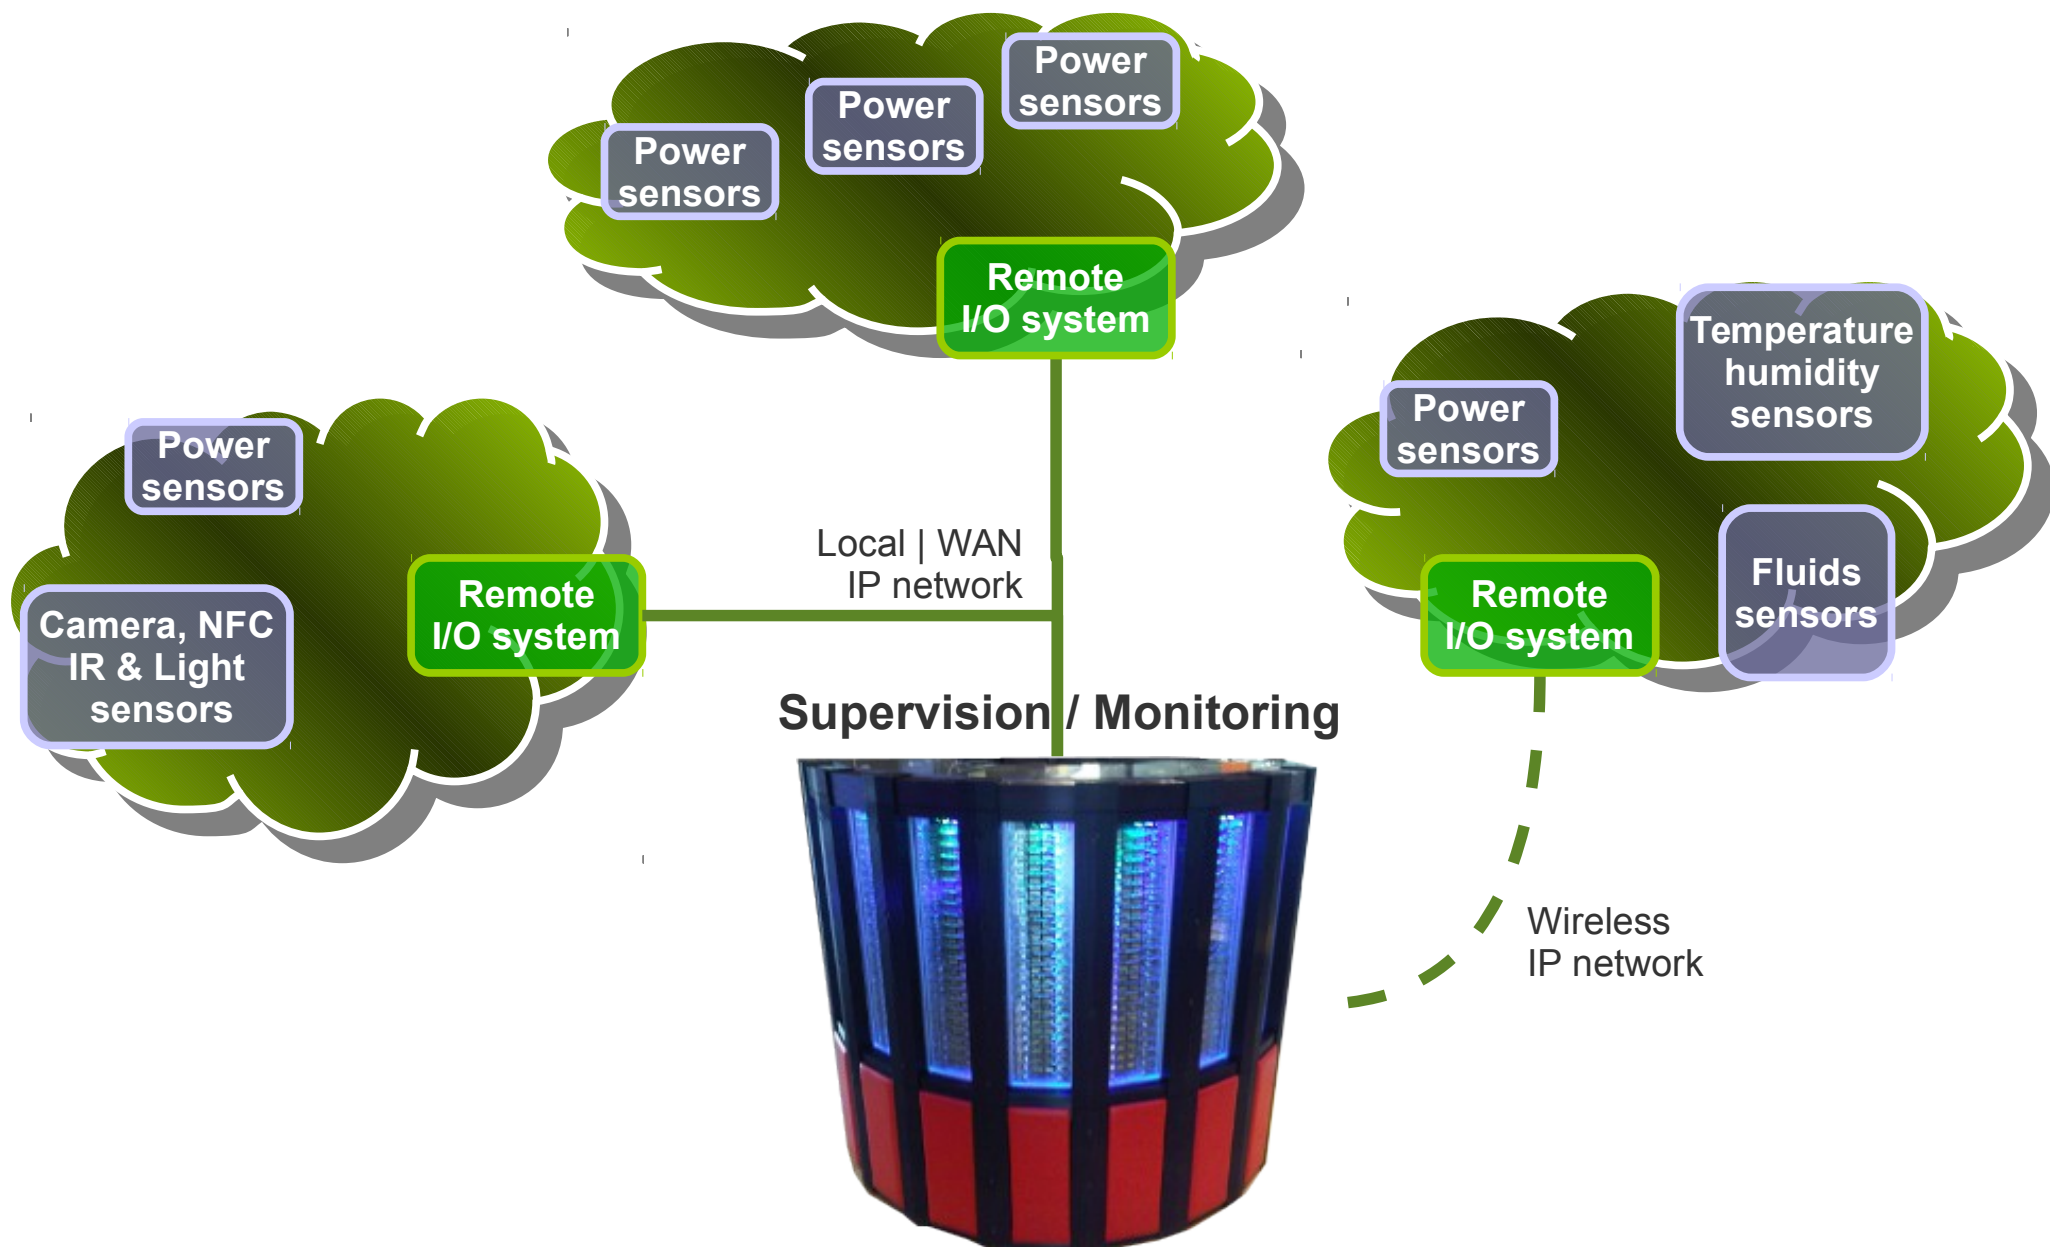 Power
sensors
Power
sensors
Power
sensors
Remote
I/O system
Power
sensors
Camera, NFC
IR & Light
sensors
Remote
I/O system
Local | WAN
IP network
Temperature
humidity
sensors
Power
sensors
Fluids
sensors
Remote
I/O system
Supervision / Monitoring
Wireless
IP network